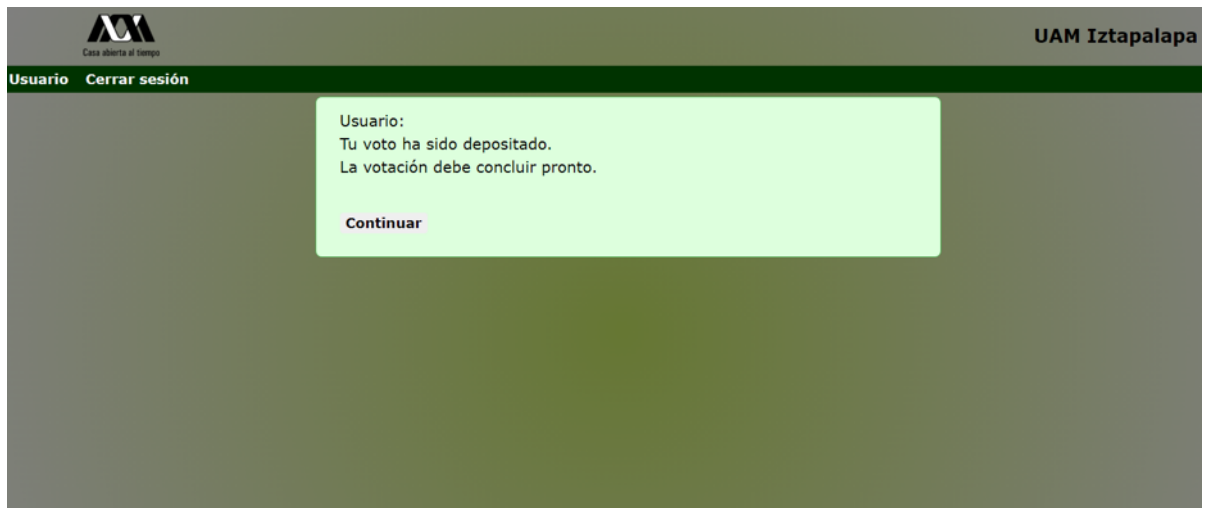 Casa abierta al tiempo
UAM Iztapalapa
Usuario Cerrar sesión
Usuario:
Tu voto ha sido depositado.
La votación debe concluir pronto.
Continuar